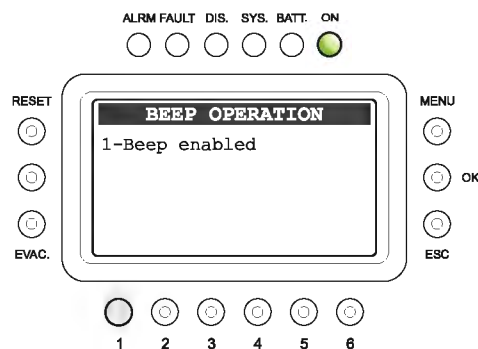 ALRM FAULT DIS. SYS. BATT. ON
RESET
MENU
BEEP OPERATION
1-Beep enabled
OK
EVAC.
ESC
1 2 3 4 5 6